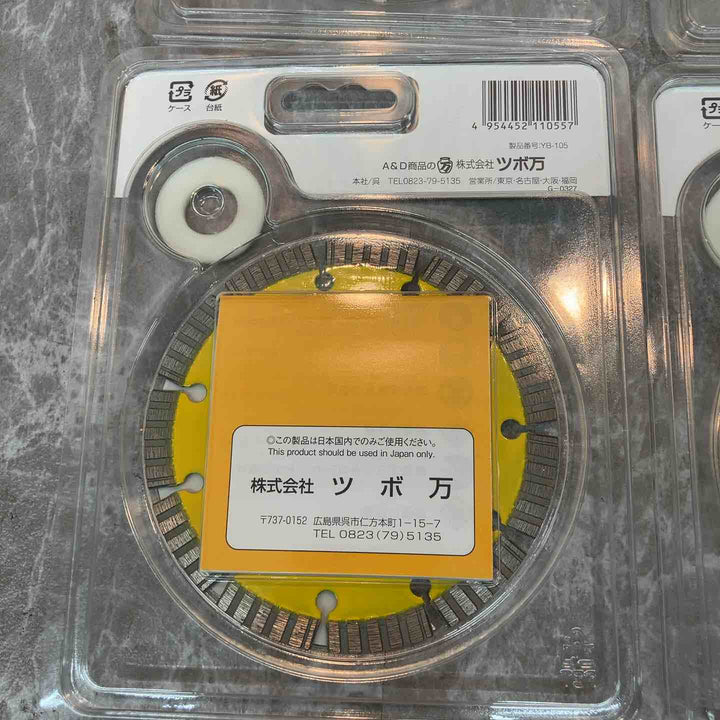 プラ
ケース
紙
台紙
4 954452 110557
製品番号:YB-105
A&D商品の 万 株式会社 ツボ万
本社/呉 TEL0823-79-5135 営業所/東京・名古屋・大阪・福岡
G-0327
◎この製品は日本国内でのみご使用ください。
This product should be used in Japan only.
株式会社 ツボ万
〒737-0152 広島県呉市仁方本町1-15-7
TEL 0823(79)5135